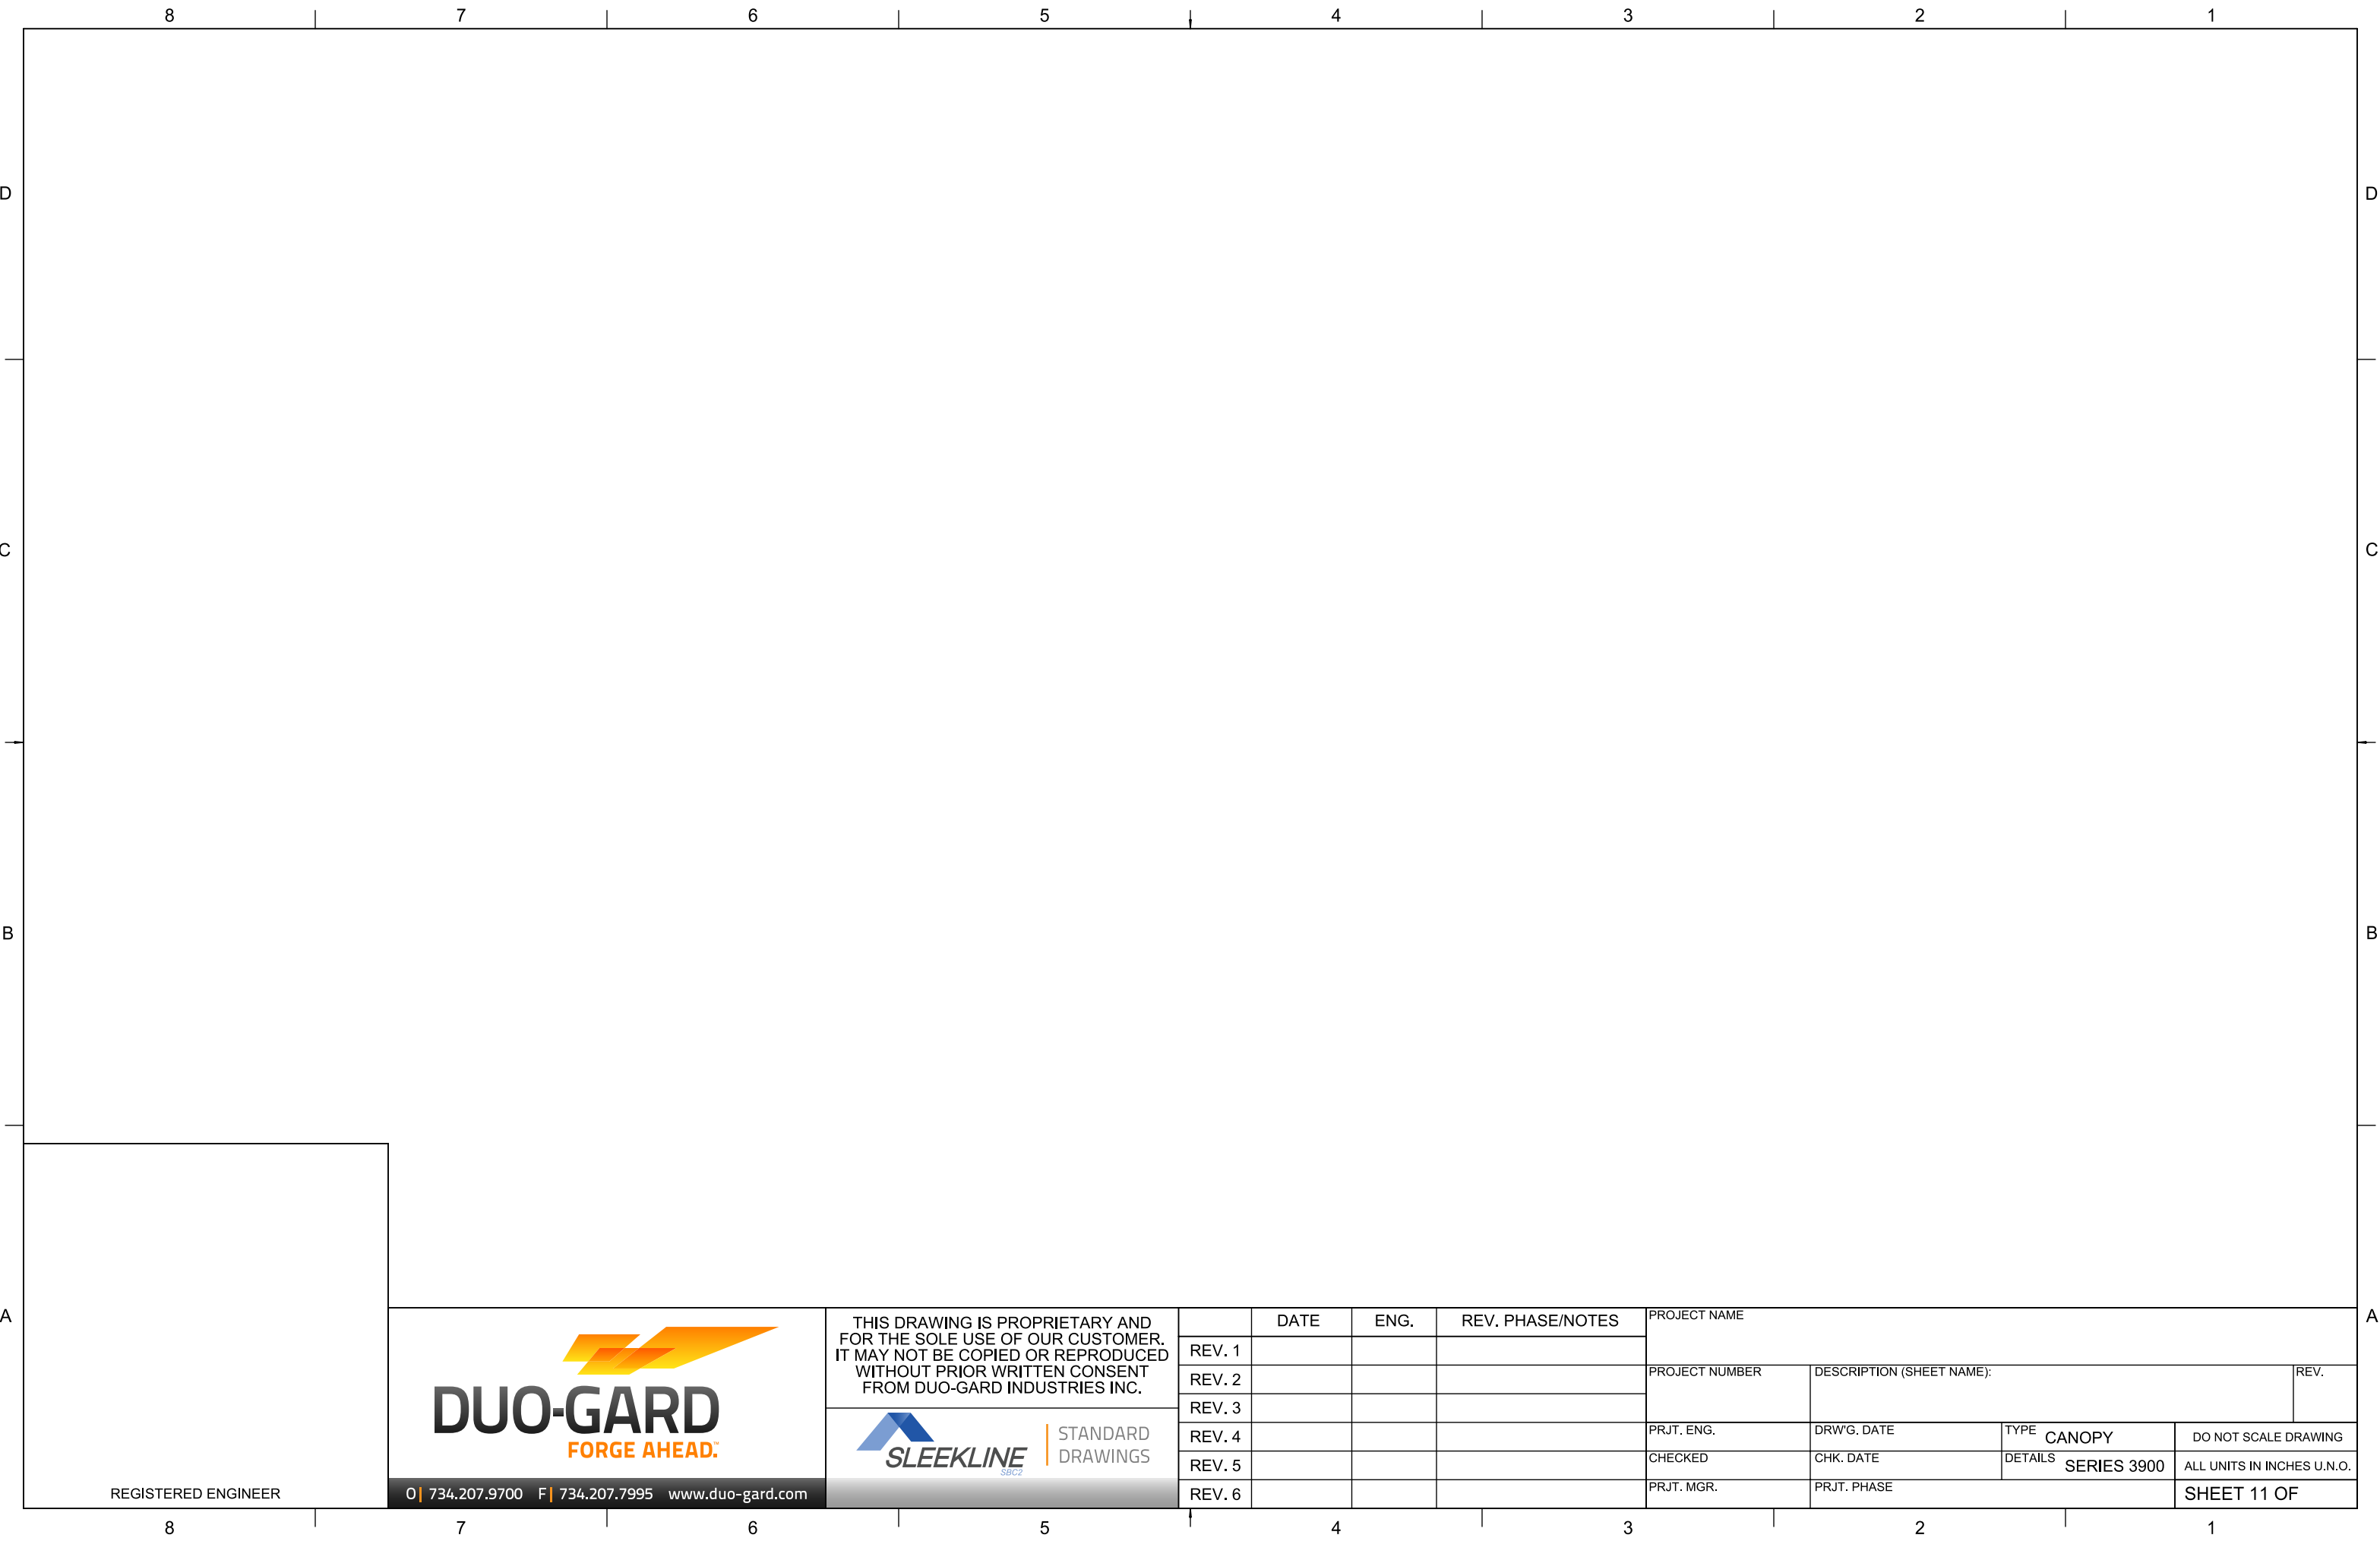 8 7 6 5 4 3 2 1
D D
C C
B B
A A
REGISTERED ENGINEER
DUO-GARD
FORGE AHEAD.™
O| 734.207.9700 F| 734.207.7995 www.duo-gard.com
THIS DRAWING IS PROPRIETARY AND
FOR THE SOLE USE OF OUR CUSTOMER.
IT MAY NOT BE COPIED OR REPRODUCED
WITHOUT PRIOR WRITTEN CONSENT
FROM DUO-GARD INDUSTRIES INC.
SLEEKLINE
SBC2
STANDARD
DRAWINGS
DATE ENG. REV. PHASE/NOTES
REV. 1
REV. 2
REV. 3
REV. 4
REV. 5
REV. 6
PROJECT NAME
PROJECT NUMBER DESCRIPTION (SHEET NAME): REV.
PRJT. ENG. DRW'G. DATE TYPE CANOPY DO NOT SCALE DRAWING
CHECKED CHK. DATE DETAILS SERIES 3900 ALL UNITS IN INCHES U.N.O.
PRJT. MGR. PRJT. PHASE SHEET 11 OF
8 7 6 5 4 3 2 1